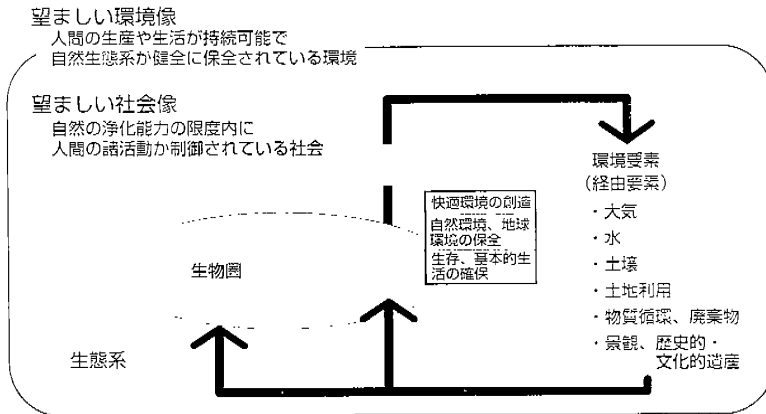 望ましい環境像
人間の生産や生活が持続可能で
自然生態系が健全に保全されている環境
望ましい社会像
自然の浄化能力の限度内に
人間の諸活動か制御されている社会
環境要素
（経由要素）
・大気
・水
・土壌
・土地利用
・物質循環、廃棄物
・景観、歴史的・
文化的遺産
快適環境の創造
自然環境、地球
環境の保全
生存、基本的生
活の確保
生物圏
生態系